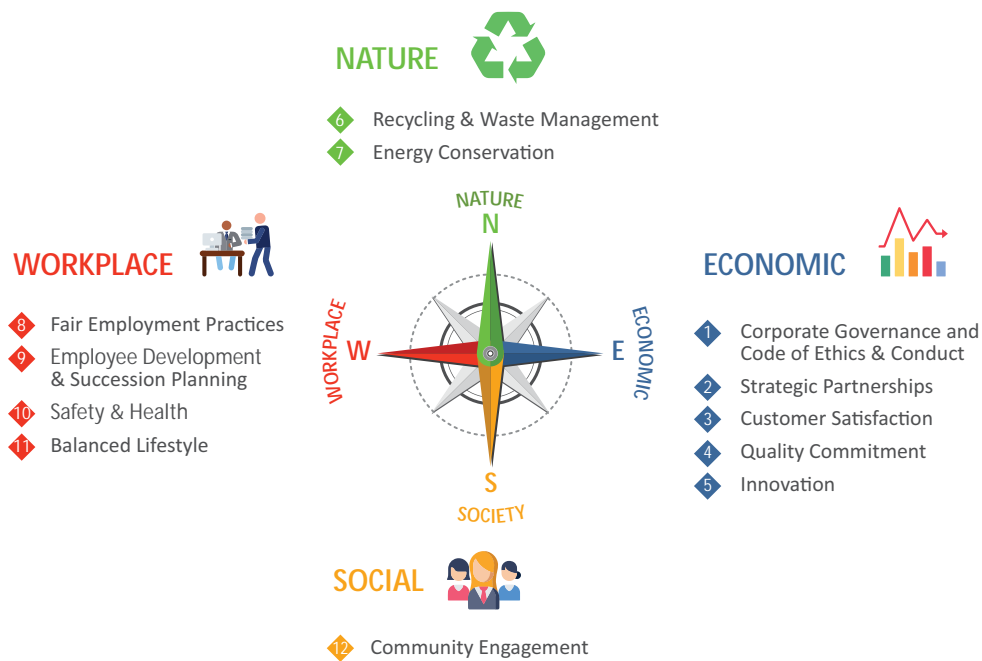 NATURE
6 Recycling & Waste Management
7 Energy Conservation
WORKPLACE
8 Fair Employment Practices
9 Employee Development
& Succession Planning
10 Safety & Health
11 Balanced Lifestyle
NATURE
N
WORKPLACE
W
E
ECONOMIC
S
SOCIETY
ECONOMIC
1 Corporate Governance and
Code of Ethics & Conduct
2 Strategic Partnerships
3 Customer Satisfaction
4 Quality Commitment
5 Innovation
SOCIAL
12 Community Engagement